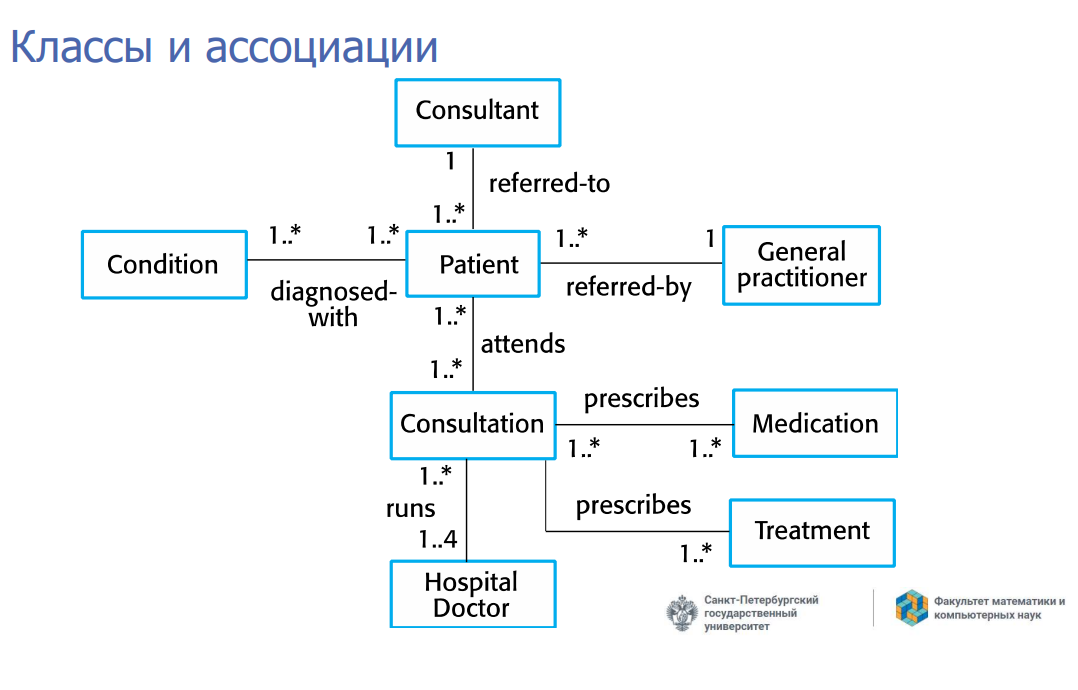 Классы и ассоциации
Consultant
1
referred-to
1..*
1..*
1..*
1..*
1
Condition
Patient
General
practitioner
diagnosed-
with
referred-by
1..*
attends
1..*
prescribes
Consultation
Medication
1..*
1..*
1..*
runs
prescribes
1..4
Treatment
1..*
Hospital
Doctor
Санкт-Петербургский
государственный
университет
Факультет математики и
компьютерных наук